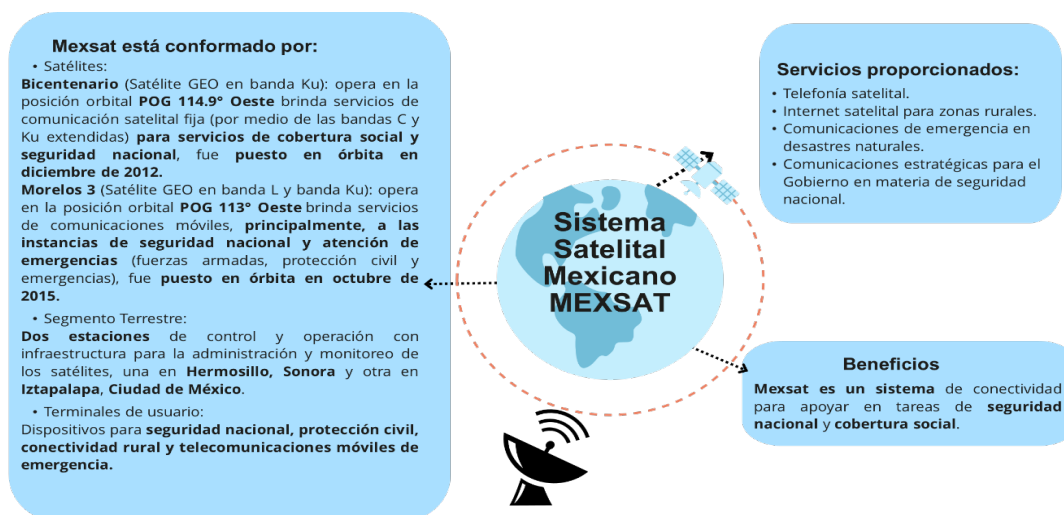 Mexsat está conformado por:
• Satélites:
Bicentenario (Satélite GEO en banda Ku): opera en la
posición orbital POG 114.9° Oeste brinda servicios de
comunicación satelital fija (por medio de las bandas C y
Ku extendidas) para servicios de cobertura social y
seguridad nacional, fue puesto en órbita en
diciembre de 2012.
Morelos 3 (Satélite GEO en banda L y banda Ku): opera
en la posición orbital POG 113° Oeste brinda servicios
de comunicaciones móviles, principalmente, a las
instancias de seguridad nacional y atención de
emergencias (fuerzas armadas, protección civil y
emergencias), fue puesto en órbita en octubre de
2015.
• Segmento Terrestre:
Dos estaciones de control y operación con
infraestructura para la administración y monitoreo de
los satélites, una en Hermosillo, Sonora y otra en
Iztapalapa, Ciudad de México.
• Terminales de usuario:
Dispositivos para seguridad nacional, protección civil,
conectividad rural y telecomunicaciones móviles de
emergencia.
Sistema
Satelital
Mexicano
MEXSAT
Servicios proporcionados:
• Telefonía satelital.
• Internet satelital para zonas rurales.
• Comunicaciones de emergencia en
desastres naturales.
• Comunicaciones estratégicas para el
Gobierno en materia de seguridad
nacional.
Beneficios
Mexsat es un sistema de conectividad
para apoyar en tareas de seguridad
nacional y cobertura social.